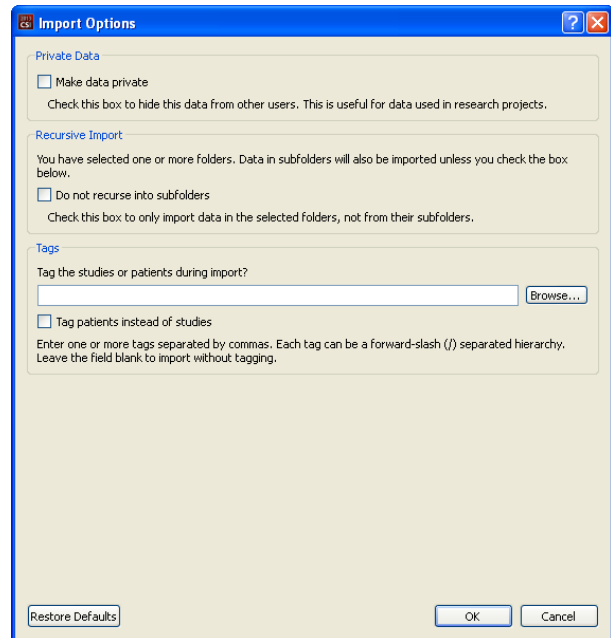 2015
CSi Import Options
Private Data
Make data private
Check this box to hide this data from other users. This is useful for data used in research projects.
Recursive Import
You have selected one or more folders. Data in subfolders will also be imported unless you check the box
below.
Do not recurse into subfolders
Check this box to only import data in the selected folders, not from their subfolders.
Tags
Tag the studies or patients during import?
Browse...
Tag patients instead of studies
Enter one or more tags separated by commas. Each tag can be a forward-slash (/) separated hierarchy.
Leave the field blank to import without tagging.
Restore Defaults
OK
Cancel